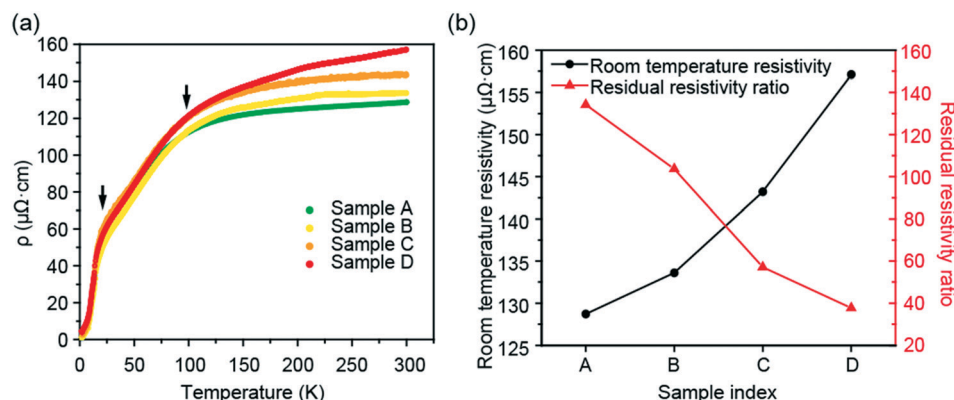 (a)
160
140
120
100
80
60
40
20
0
ρ (μΩ·cm)
Sample A
Sample B
Sample C
Sample D
0 50 100 150 200 250 300
Temperature (K)
(b)
160
155
150
145
140
135
130
125
Room temperature resistivity (μΩ·cm)
Room temperature resistivity
Residual resistivity ratio
A B C D
Sample index
160
140
120
100
80
60
40
20
Residual resistivity
ratio